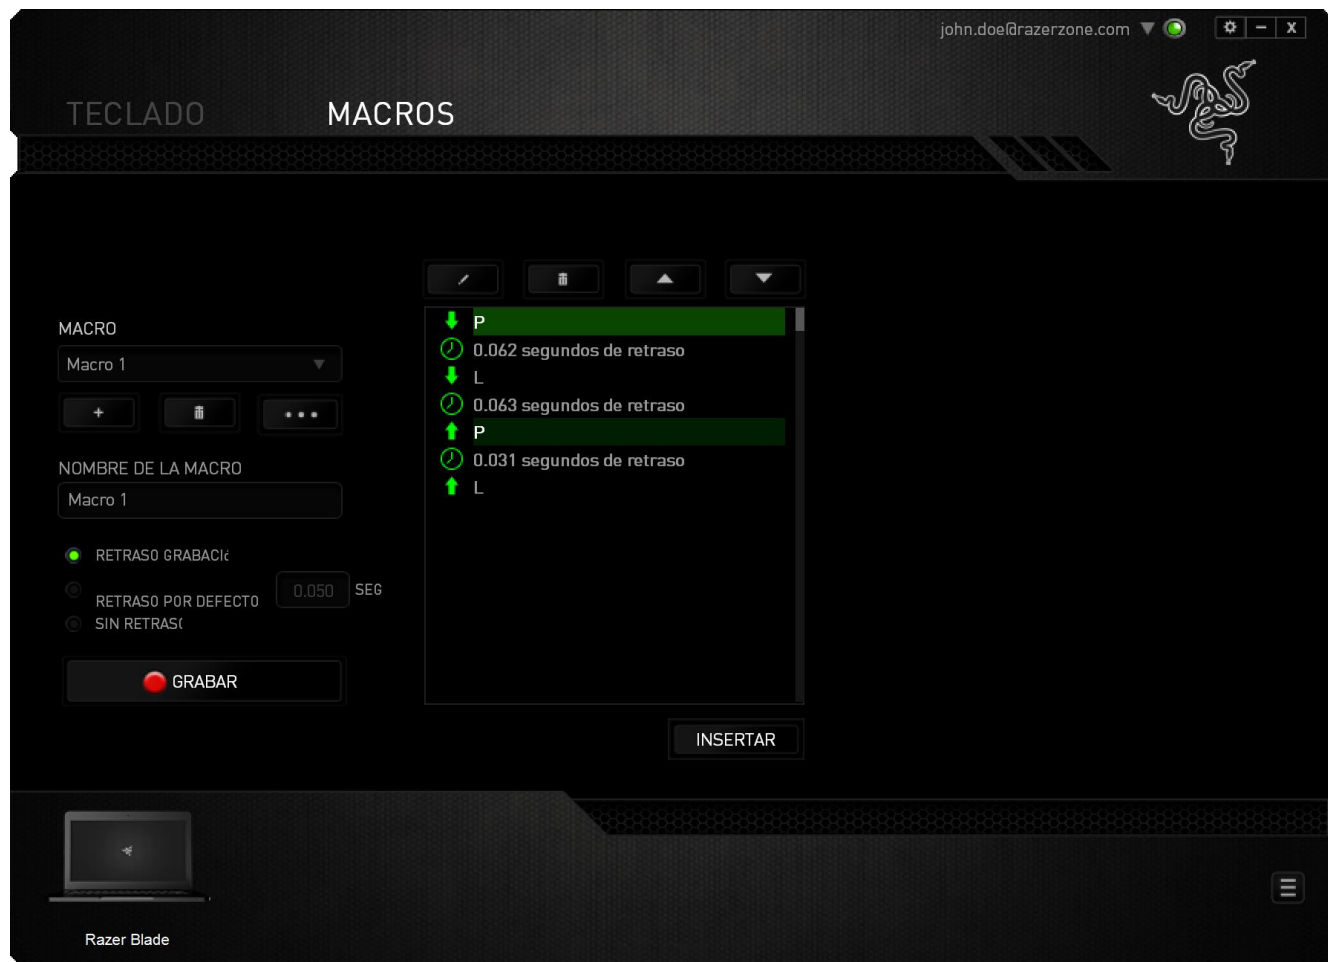 john.doe@razerzone.com
X
TECLADO
MACROS
MACRO
Macro 1
NOMBRE DE LA MACRO
Macro 1
RETRASO GRABACIÓ
RETRASO POR DEFECTO
0.050 SEG
SIN RETRASO
GRABAR
P
0.062 segundos de retraso
L
0.063 segundos de retraso
P
0.031 segundos de retraso
L
INSERTAR
Razer Blade